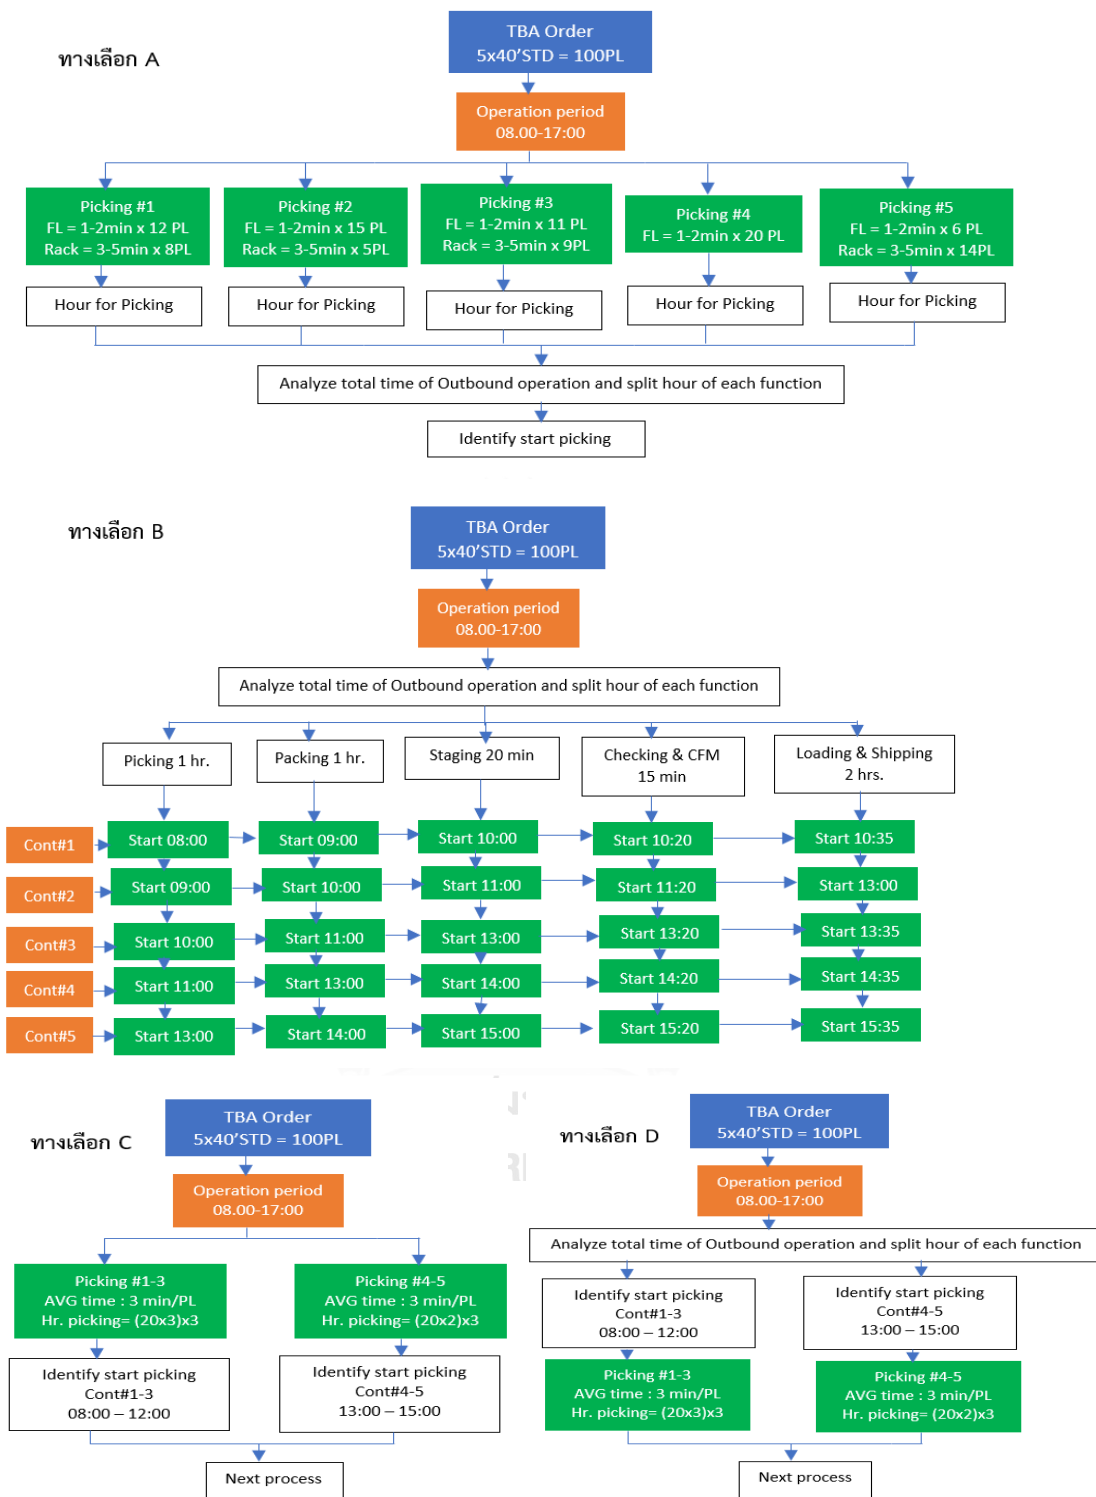 ทางเลือก A
TBA Order
5x40'STD = 100PL
Operation period
08.00-17:00
Picking #1
FL = 1-2min x 12 PL
Rack = 3-5min x 8PL
Picking #2
FL = 1-2min x 15 PL
Rack = 3-5min x 5PL
Picking #3
FL = 1-2min x 11 PL
Rack = 3-5min x 9PL
Picking #4
FL = 1-2min x 20 PL
Picking #5
FL = 1-2min x 6 PL
Rack = 3-5min x 14PL
Hour for Picking
Hour for Picking
Hour for Picking
Hour for Picking
Hour for Picking
Analyze total time of Outbound operation and split hour of each function
Identify start picking
ทางเลือก B
TBA Order
5x40'STD = 100PL
Operation period
08.00-17:00
Analyze total time of Outbound operation and split hour of each function
Picking 1 hr.
Packing 1 hr.
Staging 20 min
Checking & CFM
15 min
Loading & Shipping
2 hrs.
Cont#1
Start 08:00
Start 09:00
Start 10:00
Start 10:20
Start 10:35
Cont#2
Start 09:00
Start 10:00
Start 11:00
Start 11:20
Start 13:00
Cont#3
Start 10:00
Start 11:00
Start 13:00
Start 13:20
Start 13:35
Cont#4
Start 11:00
Start 13:00
Start 14:00
Start 14:20
Start 14:35
Cont#5
Start 13:00
Start 14:00
Start 15:00
Start 15:20
Start 15:35
ทางเลือก C
TBA Order
5x40'STD = 100PL
Operation period
08.00-17:00
Picking #1-3
AVG time : 3 min/PL
Hr. picking= (20x3)x3
Picking #4-5
AVG time : 3 min/PL
Hr. picking= (20x2)x3
Identify start picking
Cont#1-3
08:00 – 12:00
Identify start picking
Cont#4-5
13:00 – 15:00
Next process
ทางเลือก D
TBA Order
5x40'STD = 100PL
Operation period
08.00-17:00
Analyze total time of Outbound operation and split hour of each function
Identify start picking
Cont#1-3
08:00 – 12:00
Identify start picking
Cont#4-5
13:00 – 15:00
Picking #1-3
AVG time : 3 min/PL
Hr. picking= (20x3)x3
Picking #4-5
AVG time : 3 min/PL
Hr. picking= (20x2)x3
Next process